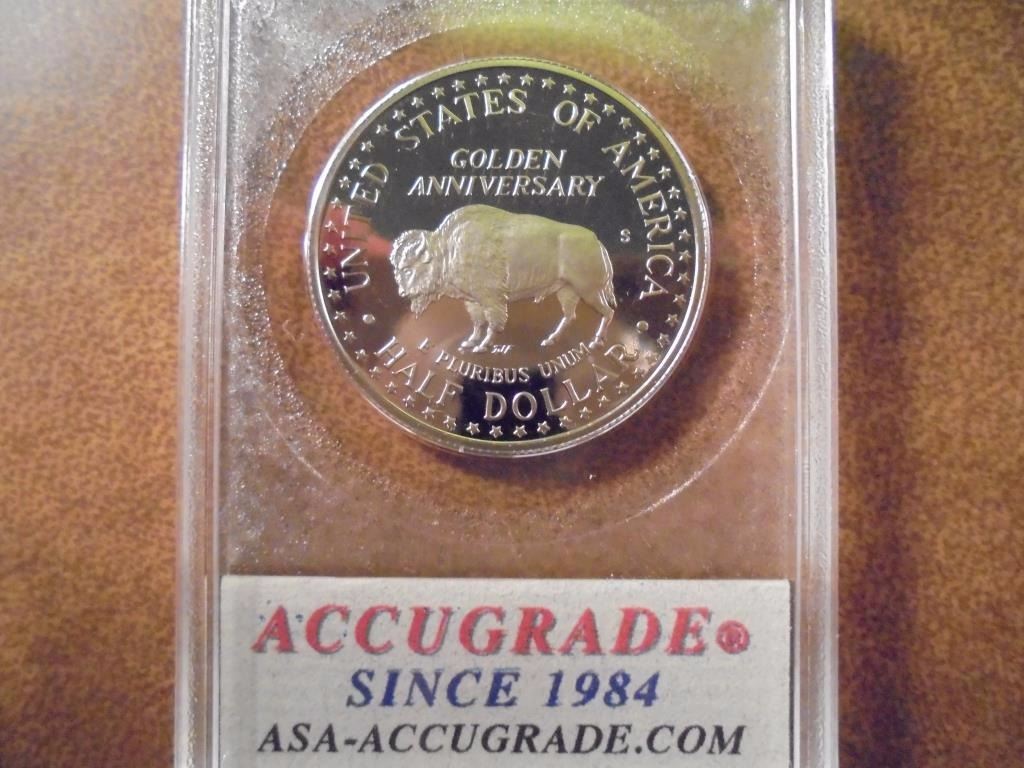 UNITED STATES OF AMERICA
GOLDEN
ANNIVERSARY
S
E PLURIBUS UNUM
HALF DOLLAR
ACCUGRADE®
SINCE 1984
ASA-ACCUGRADE.COM